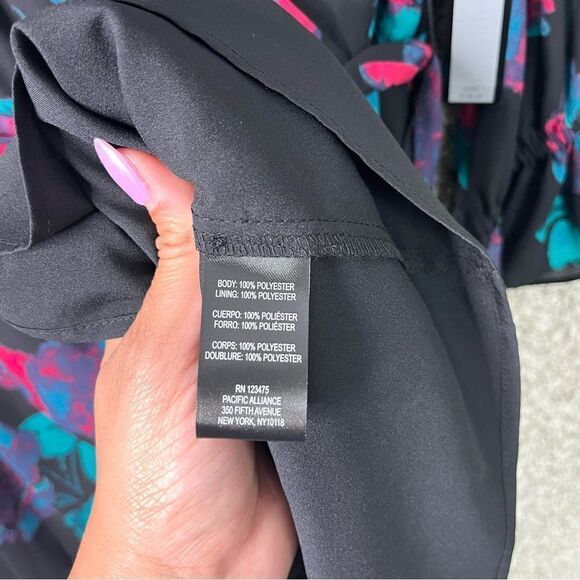 BODY: 100% POLYESTER
LINING: 100% POLYESTER
CUERPO: 100% POLIÉSTER
FORRO: 100% POLIÉSTER
CORPS: 100% POLYESTER
DOUBLURE: 100% POLYESTER
RN 123475
PACIFIC ALLIANCE
350 FIFTH AVENUE
NEW YORK, NY10118